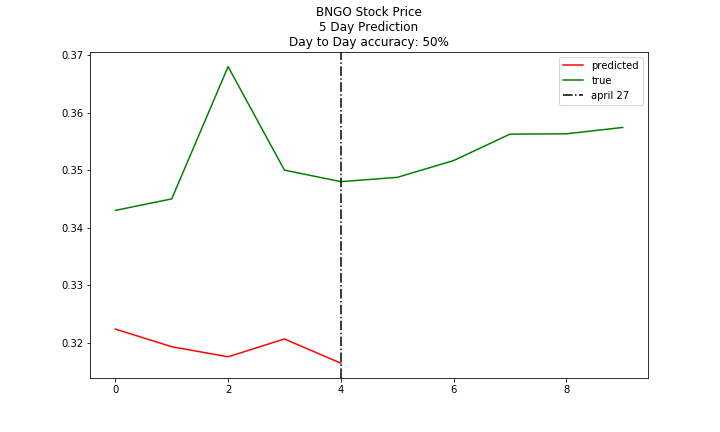 BNGO Stock Price
5 Day Prediction
Day to Day accuracy: 50%
0.37
0.36
0.35
0.34
0.33
0.32
0
2
4
6
8
predicted
true
april 27